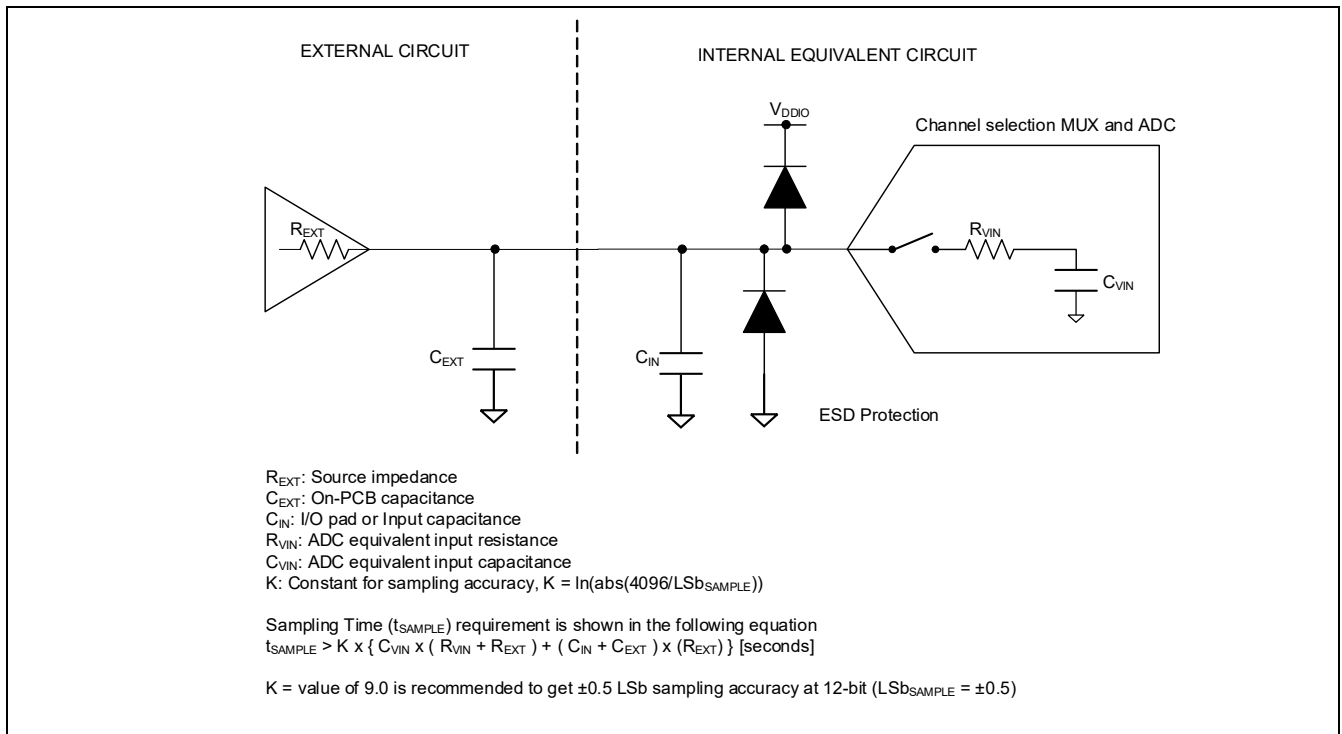 EXTERNAL CIRCUIT
INTERNAL EQUIVALENT CIRCUIT
VDDIO
Channel selection MUX and ADC
REXT
RVIN
CVIN
CEXT
CIN
ESD Protection
REXT: Source impedance
CEXT: On-PCB capacitance
CIN: I/O pad or Input capacitance
RVIN: ADC equivalent input resistance
CVIN: ADC equivalent input capacitance
K: Constant for sampling accuracy, K = ln(abs(4096/LSbSAMPLE))
Sampling Time (tSAMPLE) requirement is shown in the following equation
tSAMPLE > K x { CVIN x ( RVIN + REXT ) + ( CIN + CEXT ) x (REXT) } [seconds]
K = value of 9.0 is recommended to get ±0.5 LSb sampling accuracy at 12-bit (LSbSAMPLE = ±0.5)